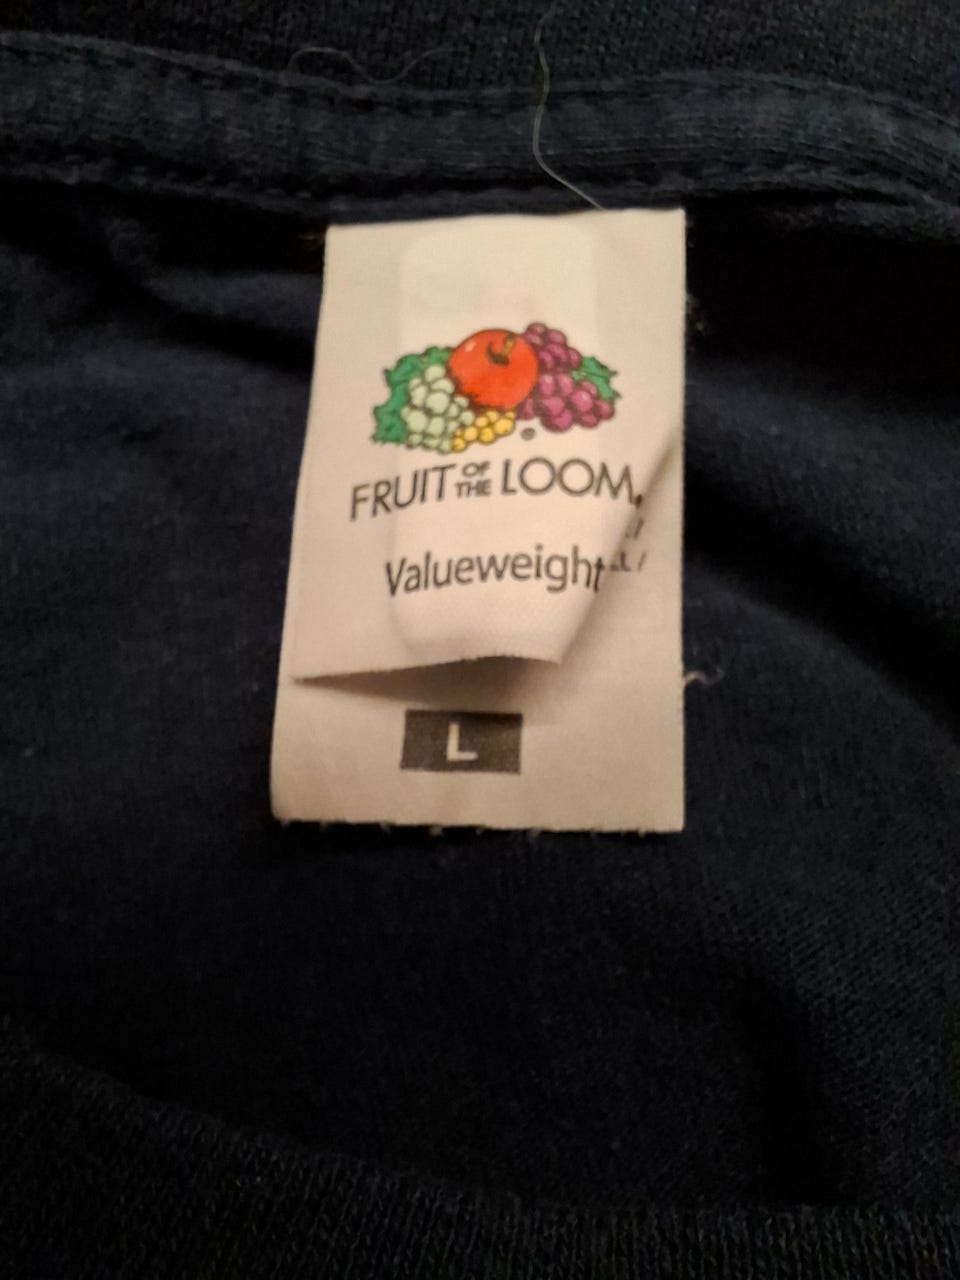 FRUIT OF THE LOOM®
Valueweight
L